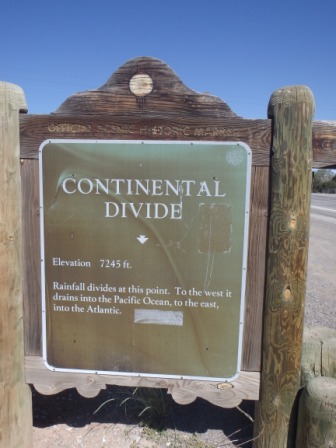 OFFICIAL SCENIC HISTORIC MARKER
CONTINENTAL
DIVIDE
Elevation 7245 ft.
Rainfall divides at this point. To the west it
drains into the Pacific Ocean, to the east,
into the Atlantic.